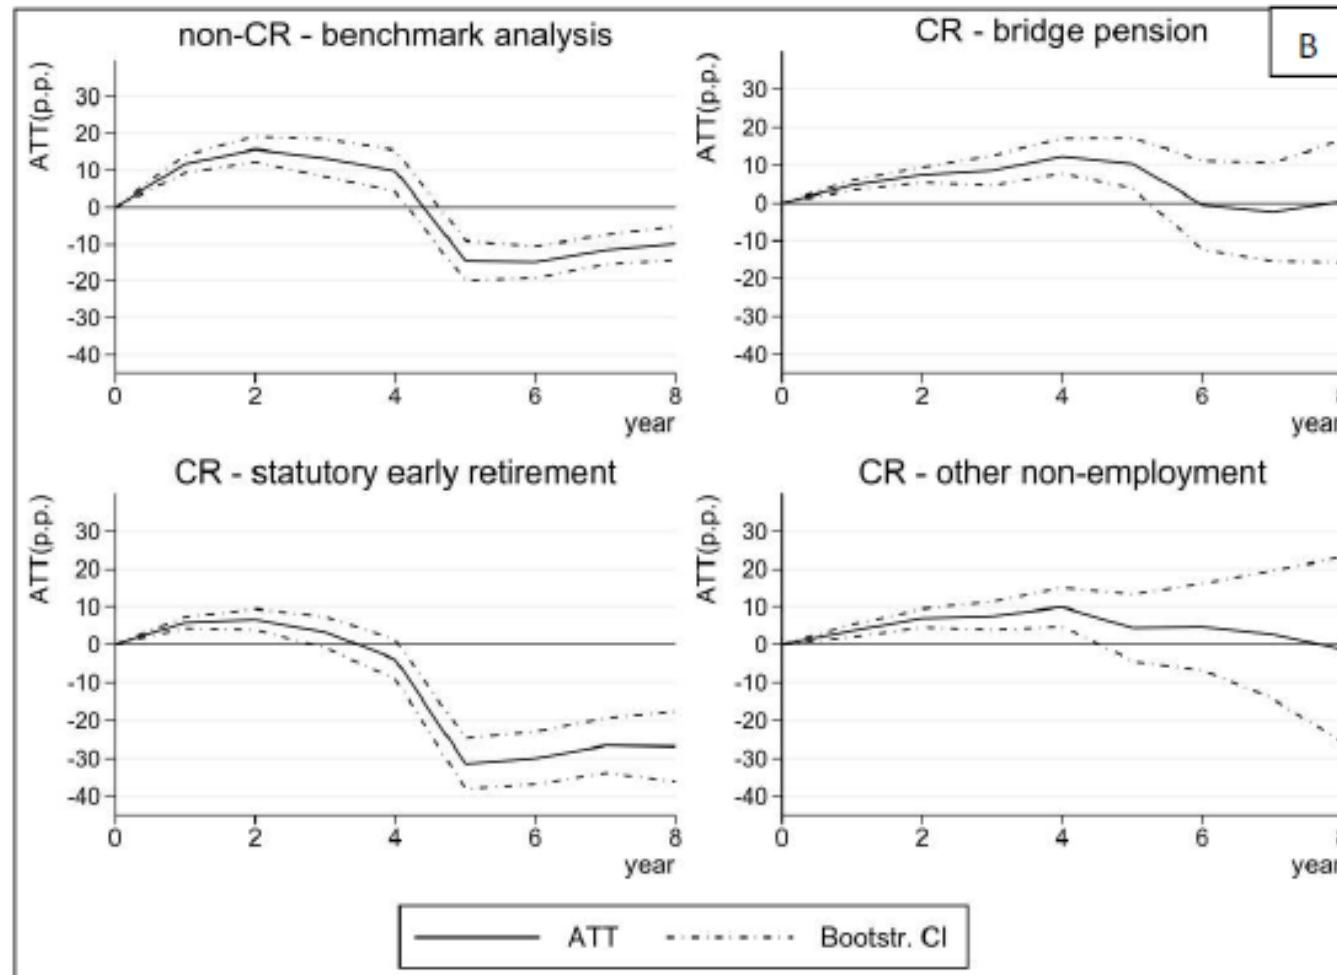 non-CR - benchmark analysis
CR - bridge pension
B
ATT(p.p.)
30
20
10
0
-10
-20
-30
-40
0 2 4 6 8
year
ATT(p.p.)
30
20
10
0
-10
-20
-30
-40
0 2 4 6
year
CR - statutory early retirement
CR - other non-employment
ATT(p.p.)
30
20
10
0
-10
-20
-30
-40
0 2 4 6 8
year
ATT(p.p.)
30
20
10
0
-10
-20
-30
-40
0 2 4 6
year
ATT
Bootstr. CI